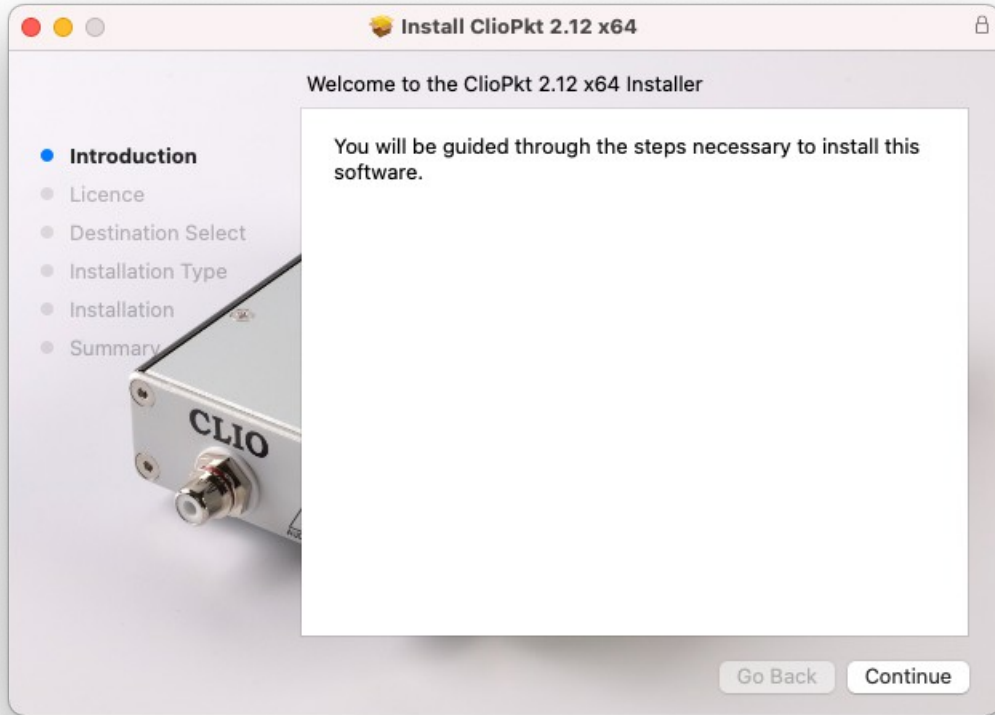 Install ClioPkt 2.12 x64
Welcome to the ClioPkt 2.12 x64 Installer
Introduction
Licence
Destination Select
Installation Type
Installation
Summary
You will be guided through the steps necessary to install this
software.
CLIO
Go Back
Continue